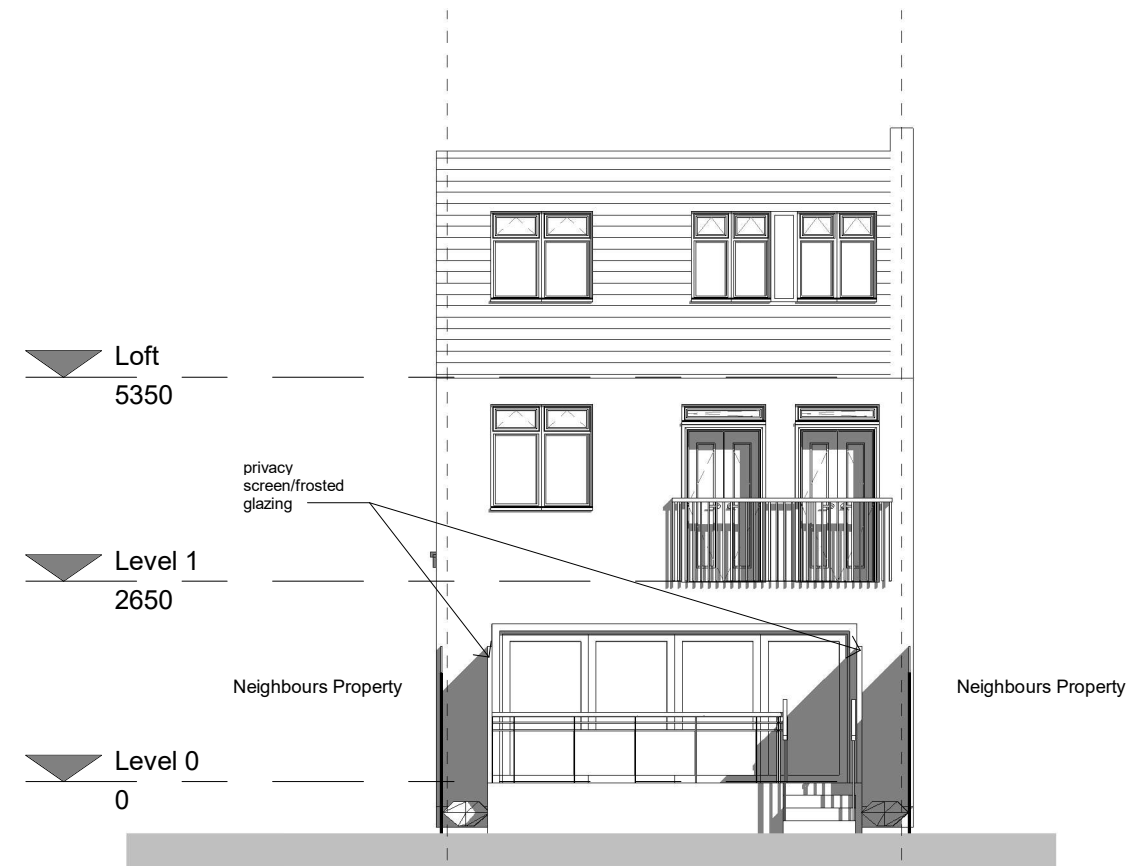 Loft
5350
privacy
screen/frosted
glazing
Level 1
2650
Neighbours Property
Neighbours Property
Level 0
0